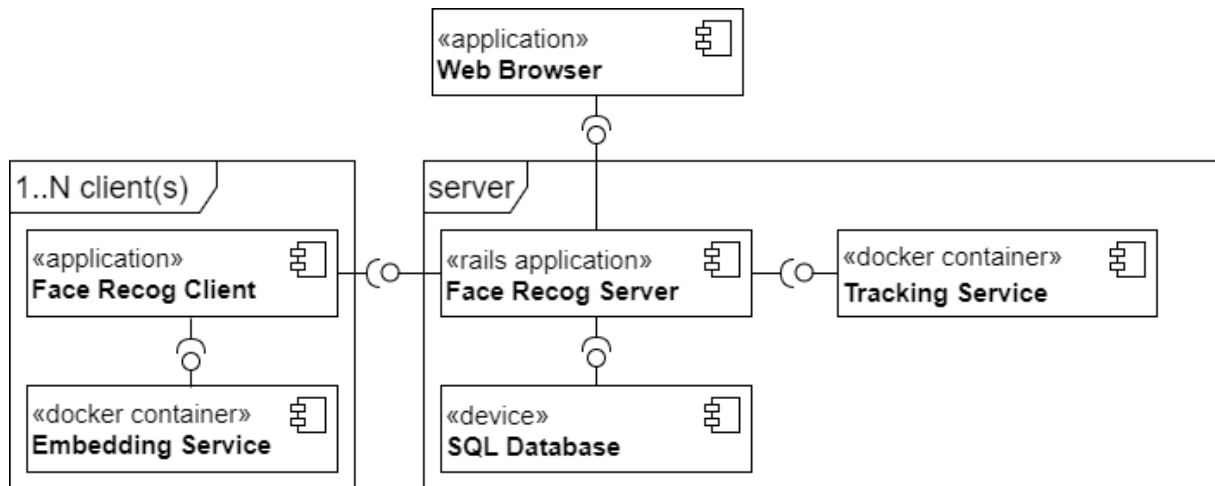 «application»
Web Browser
1..N client(s)
server
«application»
Face Recog Client
«rails application»
Face Recog Server
«docker container»
Tracking Service
«docker container»
Embedding Service
«device»
SQL Database